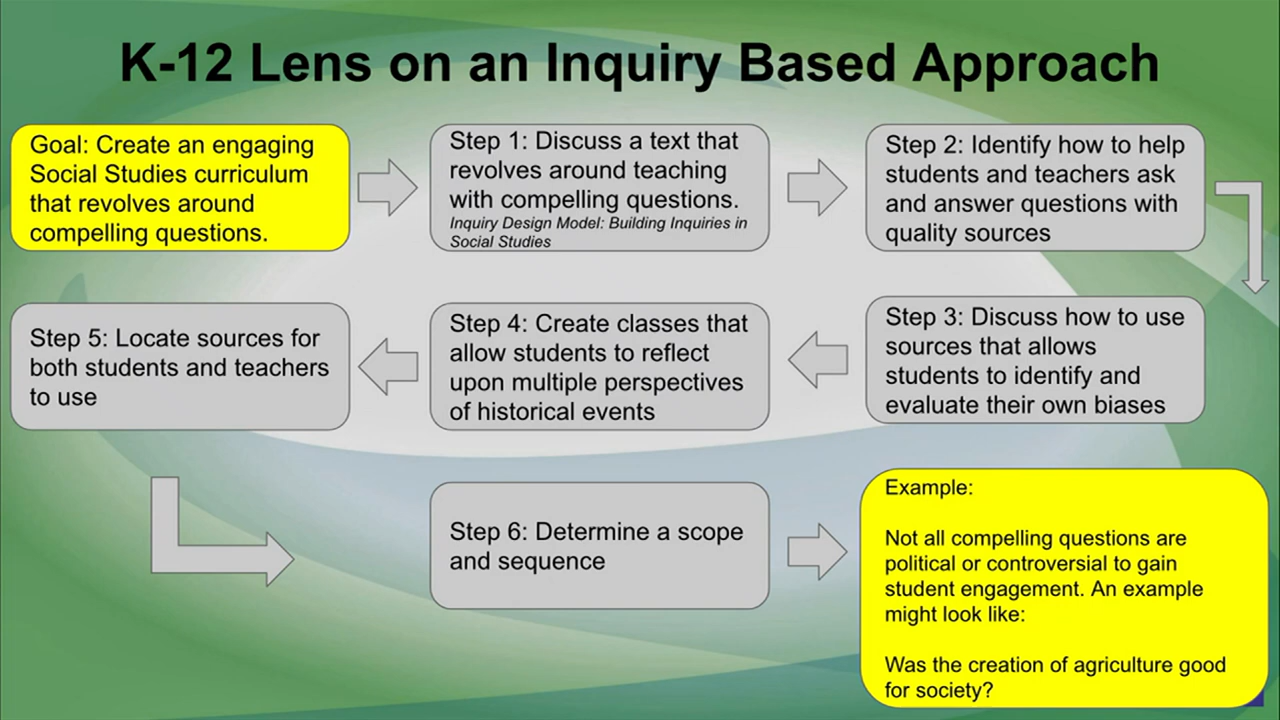 K-12 Lens on an Inquiry Based Approach
Goal: Create an engaging
Social Studies curriculum
that revolves around
compelling questions.
Step 1: Discuss a text that
revolves around teaching
with compelling questions.
Inquiry Design Model: Building Inquiries in
Social Studies
Step 2: Identify how to help
students and teachers ask
and answer questions with
quality sources
Step 3: Discuss how to use
sources that allows
students to identify and
evaluate their own biases
Step 4: Create classes that
allow students to reflect
upon multiple perspectives
of historical events
Step 5: Locate sources for
both students and teachers
to use
Step 6: Determine a scope
and sequence
Example:
Not all compelling questions are
political or controversial to gain
student engagement. An example
might look like:
Was the creation of agriculture good
for society?